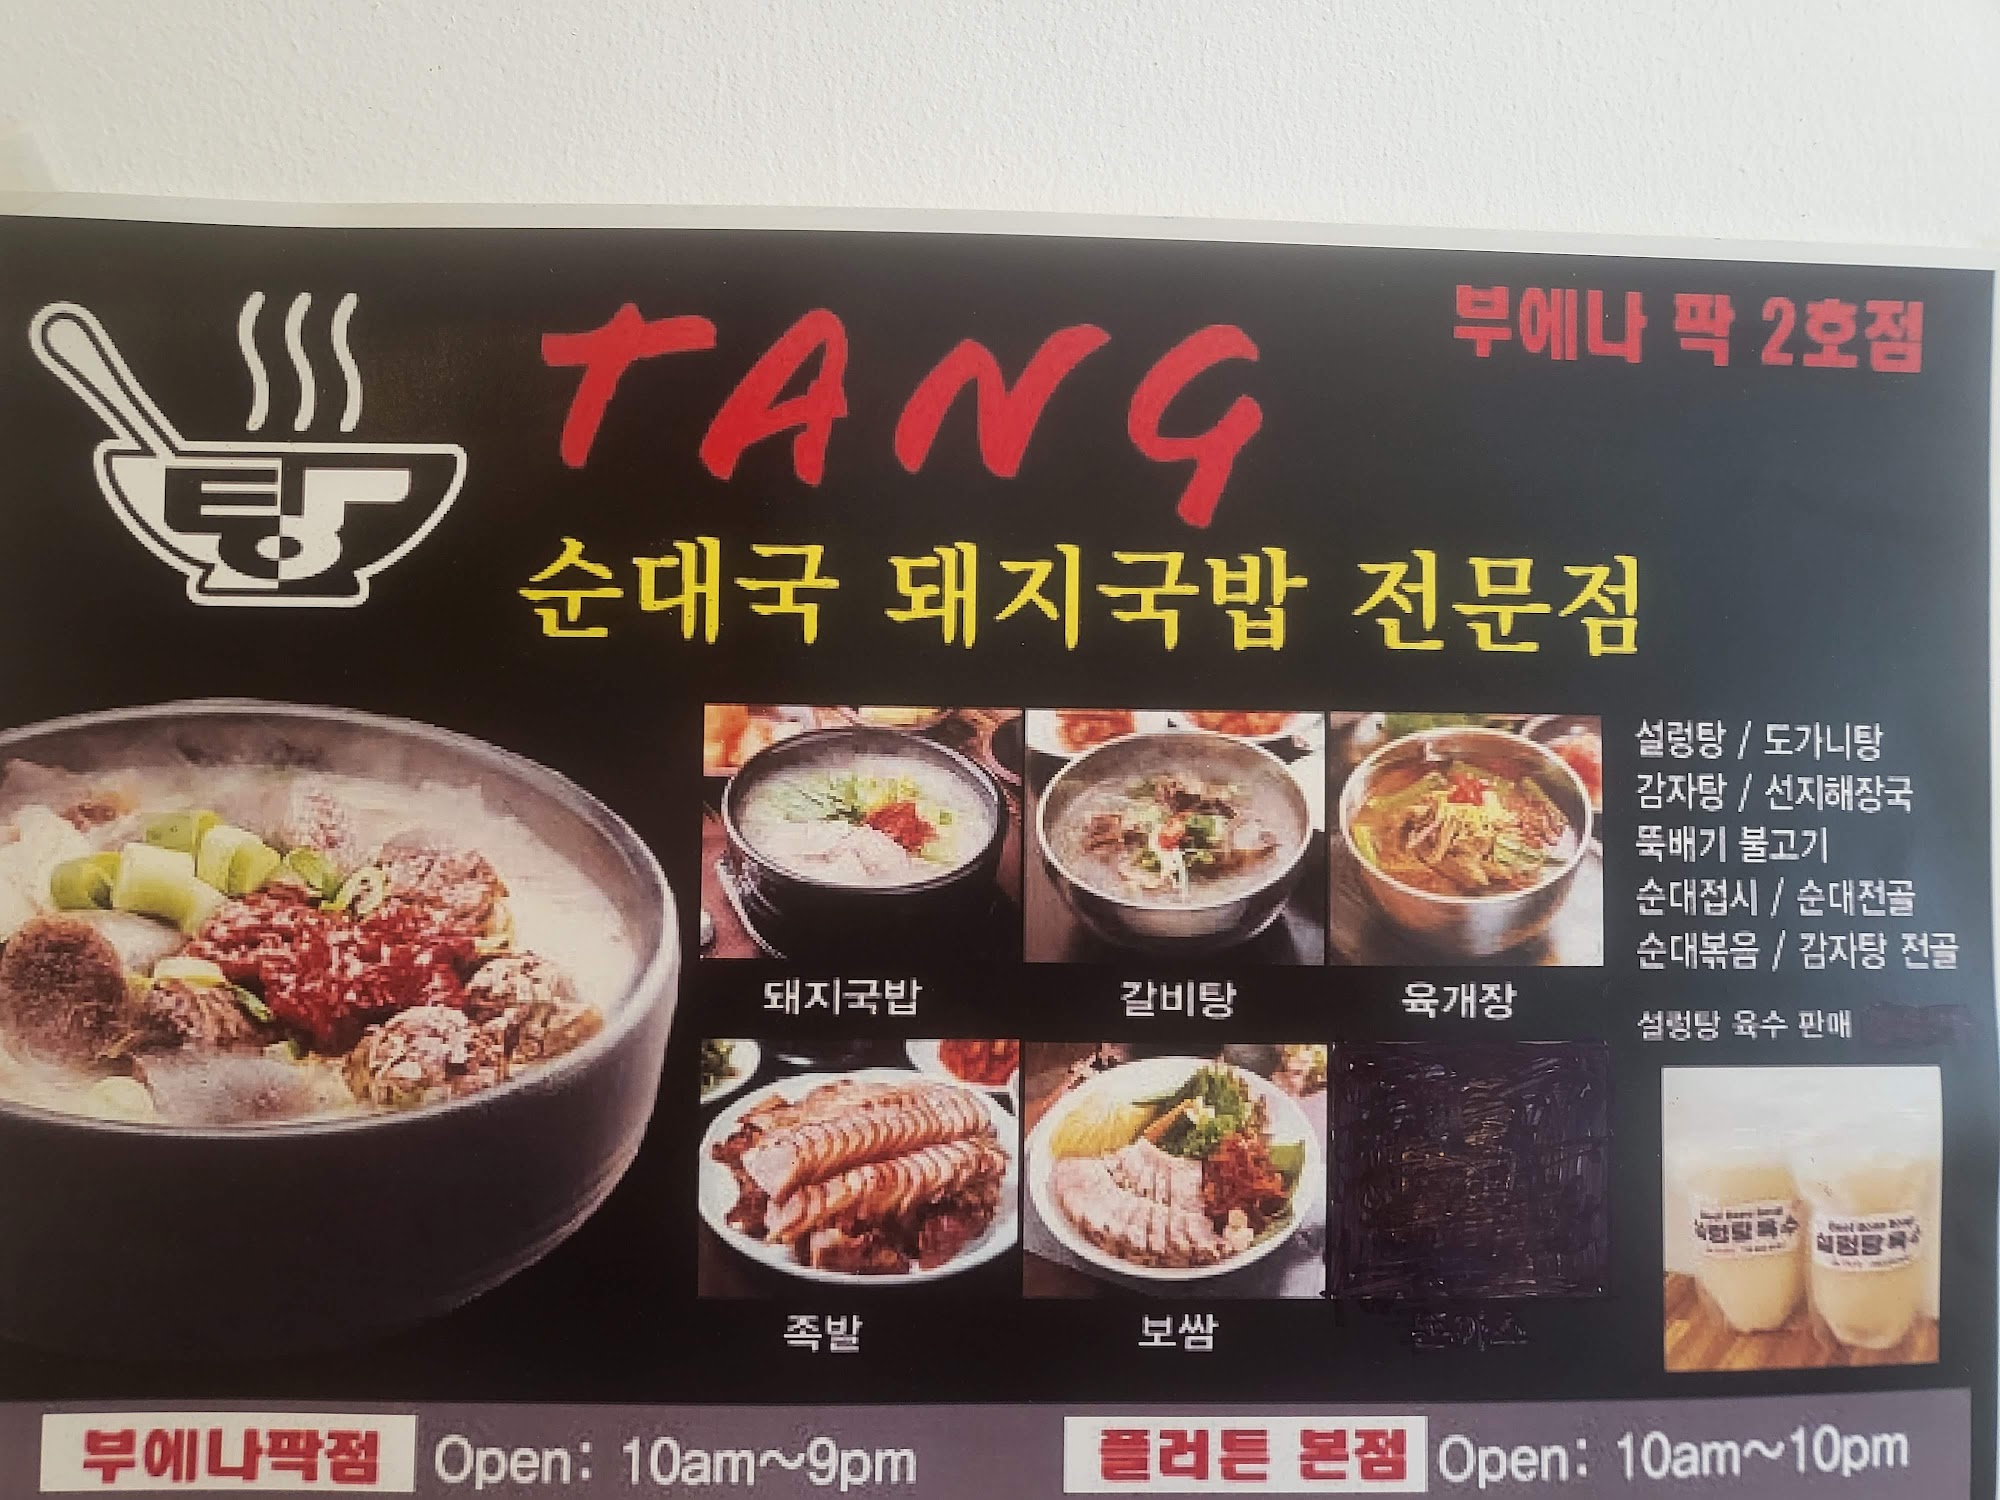 부에나 팍 2호점
TANG
탕
순대국 돼지국밥 전문점
설렁탕 / 도가니탕
감자탕 / 선지해장국
뚝배기 불고기
순대접시 / 순대전골
순대볶음 / 감자탕 전골
설렁탕 육수 판매
돼지국밥
갈비탕
육개장
족발
보쌈
설렁탕육수
부에나팍점 Open: 10am~9pm
플러튼 본점 Open: 10am~10pm